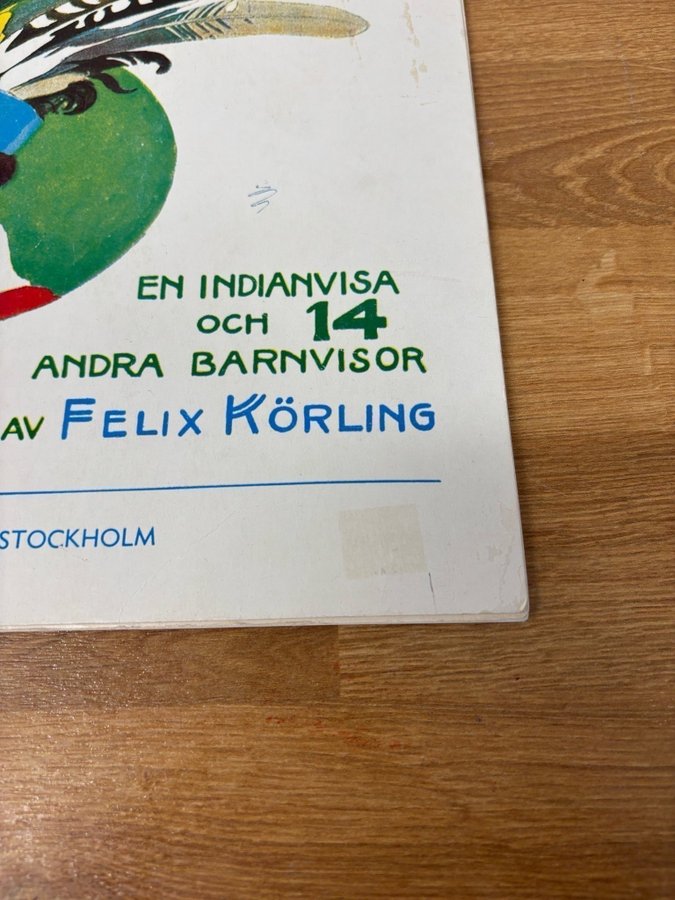 EN INDIANVISA
OCH 14
ANDRA BARNVISOR
AV FELIX KÖRLING
STOCKHOLM